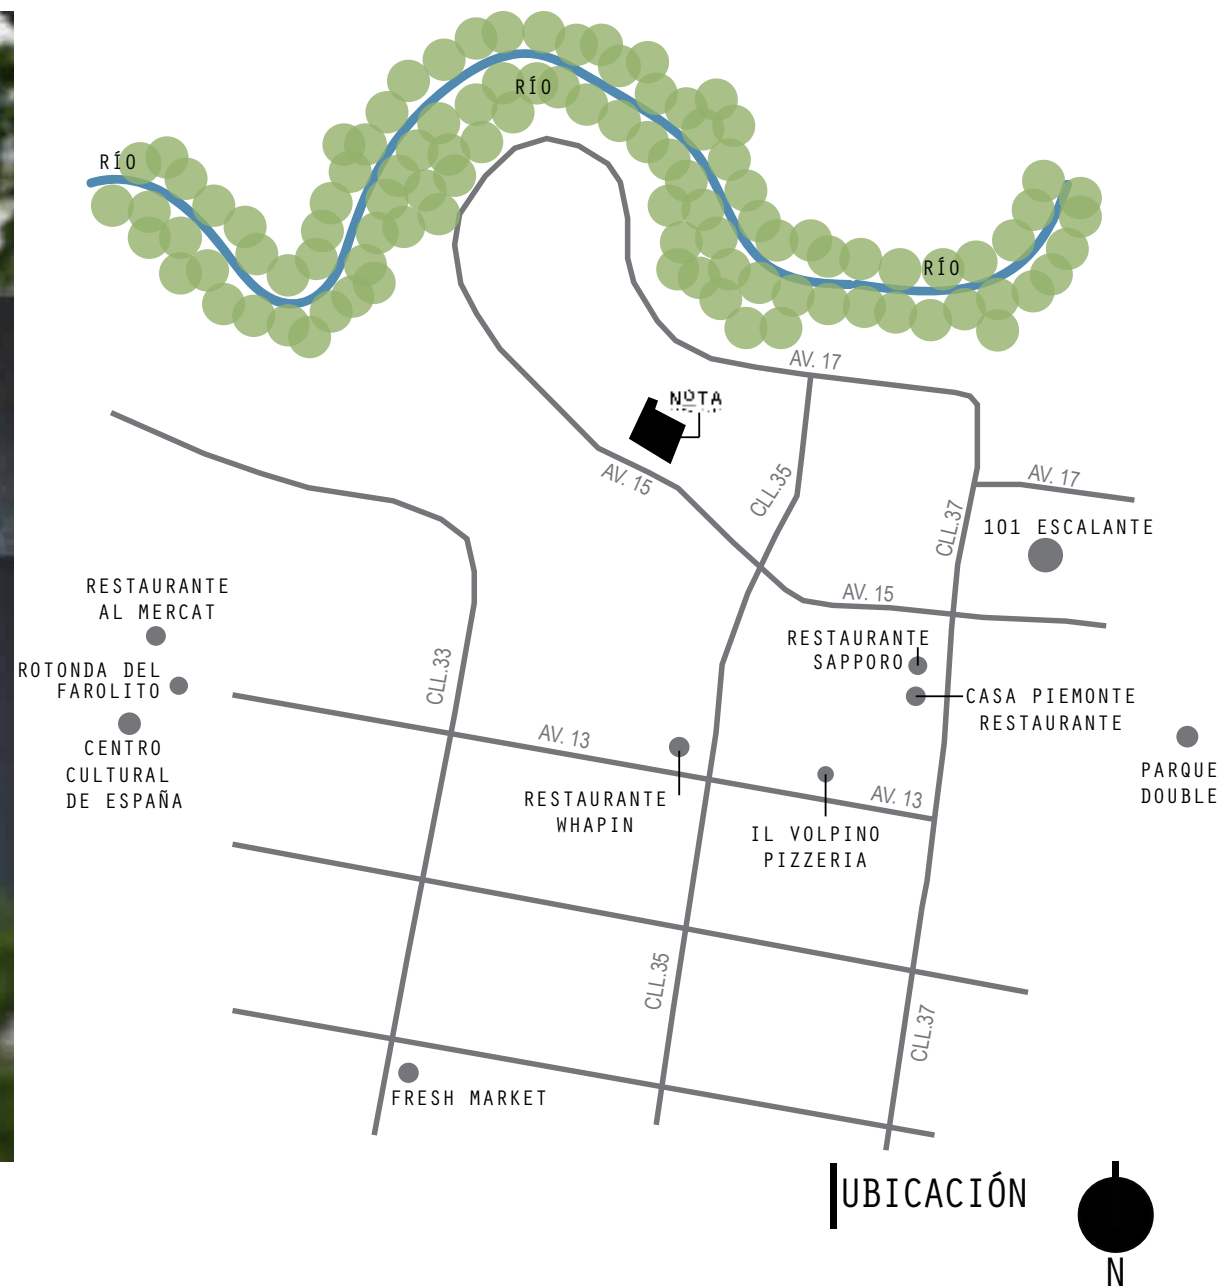 RÍO
RÍO
RÍO
AV. 17
NOTA
AV. 15
CLL.35
AV. 17
CLL.37
101 ESCALANTE
RESTAURANTE
AL MERCAT
AV. 15
RESTAURANTE
SAPPORO
ROTONDA DEL
FAROLITO
CLL.33
CASA PIEMONTE
RESTAURANTE
CENTRO
CULTURAL
DE ESPAÑA
AV. 13
PARQUE
DOUBLE
RESTAURANTE
WHAPIN
AV. 13
IL VOLPINO
PIZZERIA
CLL.35
CLL.37
FRESH MARKET
UBICACIÓN
N